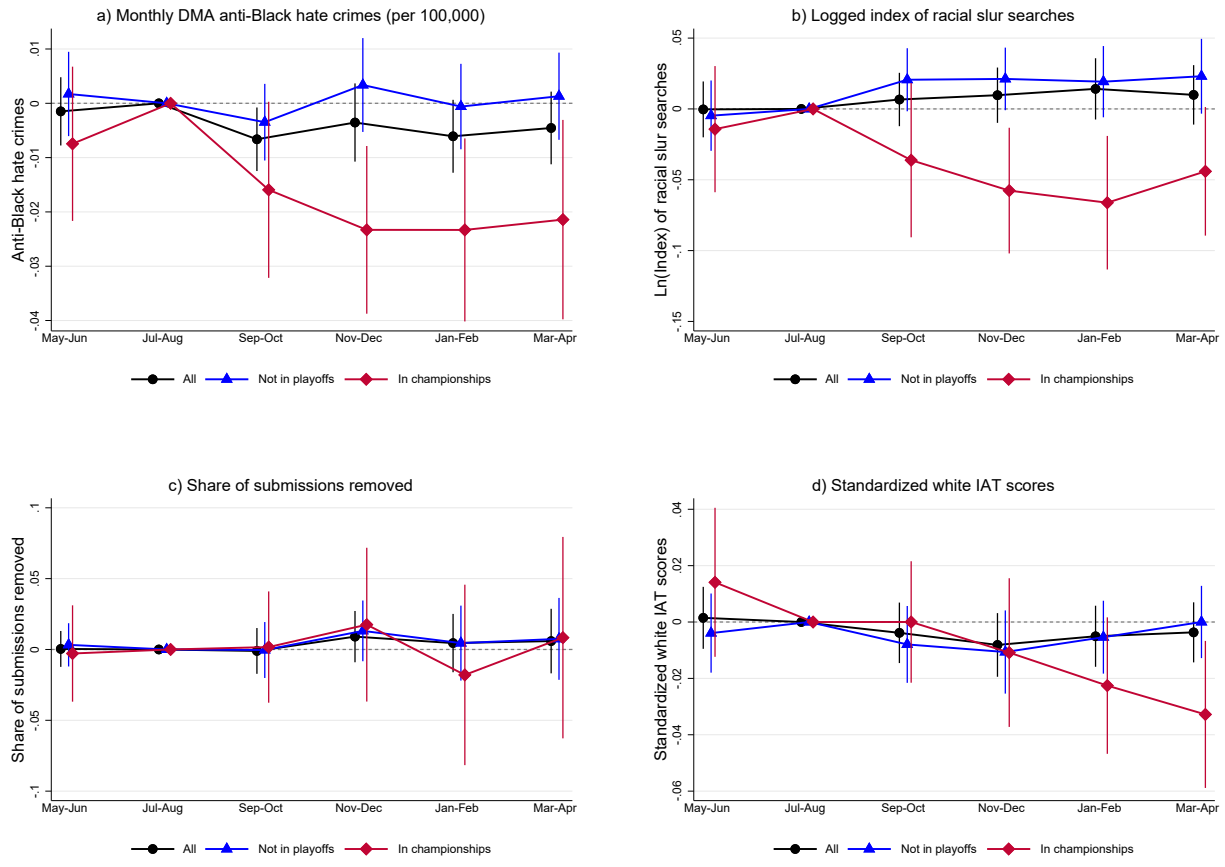 a) Monthly DMA anti-Black hate crimes (per 100,000)
Anti-Black hate crimes
.01
0
-.01
-.02
-.03
-.04
May-Jun Jul-Aug Sep-Oct Nov-Dec Jan-Feb Mar-Apr
All Not in playoffs In championships
b) Logged index of racial slur searches
Ln(Index) of racial slur searches
.05
0
-.05
-.1
-.15
May-Jun Jul-Aug Sep-Oct Nov-Dec Jan-Feb Mar-Apr
All Not in playoffs In championships
c) Share of submissions removed
Share of submissions removed
.1
.05
0
-.05
-.1
May-Jun Jul-Aug Sep-Oct Nov-Dec Jan-Feb Mar-Apr
All Not in playoffs In championships
d) Standardized white IAT scores
Standardized white IAT scores
.04
.02
0
-.02
-.04
-.06
May-Jun Jul-Aug Sep-Oct Nov-Dec Jan-Feb Mar-Apr
All Not in playoffs In championships